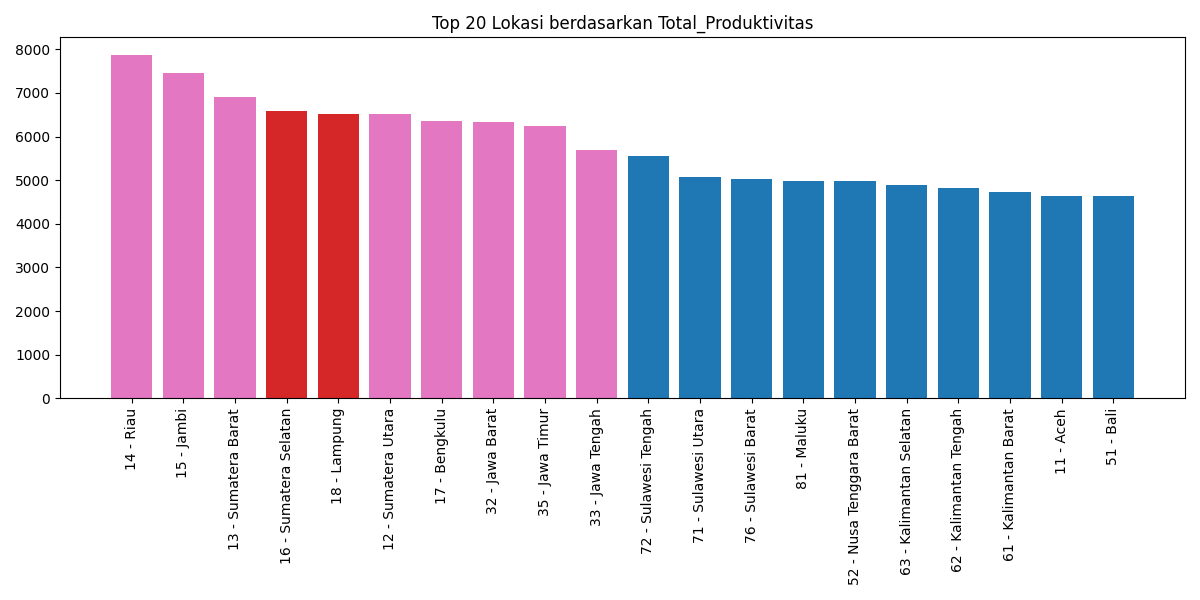 Top 20 Lokasi berdasarkan Total_Produktivitas
8000
7000
6000
5000
4000
3000
2000
1000
0
14 - Riau
15 - Jambi
13 - Sumatera Barat
16 - Sumatera Selatan
18 - Lampung
12 - Sumatera Utara
17 - Bengkulu
32 - Jawa Barat
35 - Jawa Timur
33 - Jawa Tengah
72 - Sulawesi Tengah
71 - Sulawesi Utara
76 - Sulawesi Barat
81 - Maluku
52 - Nusa Tenggara Barat
63 - Kalimantan Selatan
62 - Kalimantan Tengah
61 - Kalimantan Barat
11 - Aceh
51 - Bali